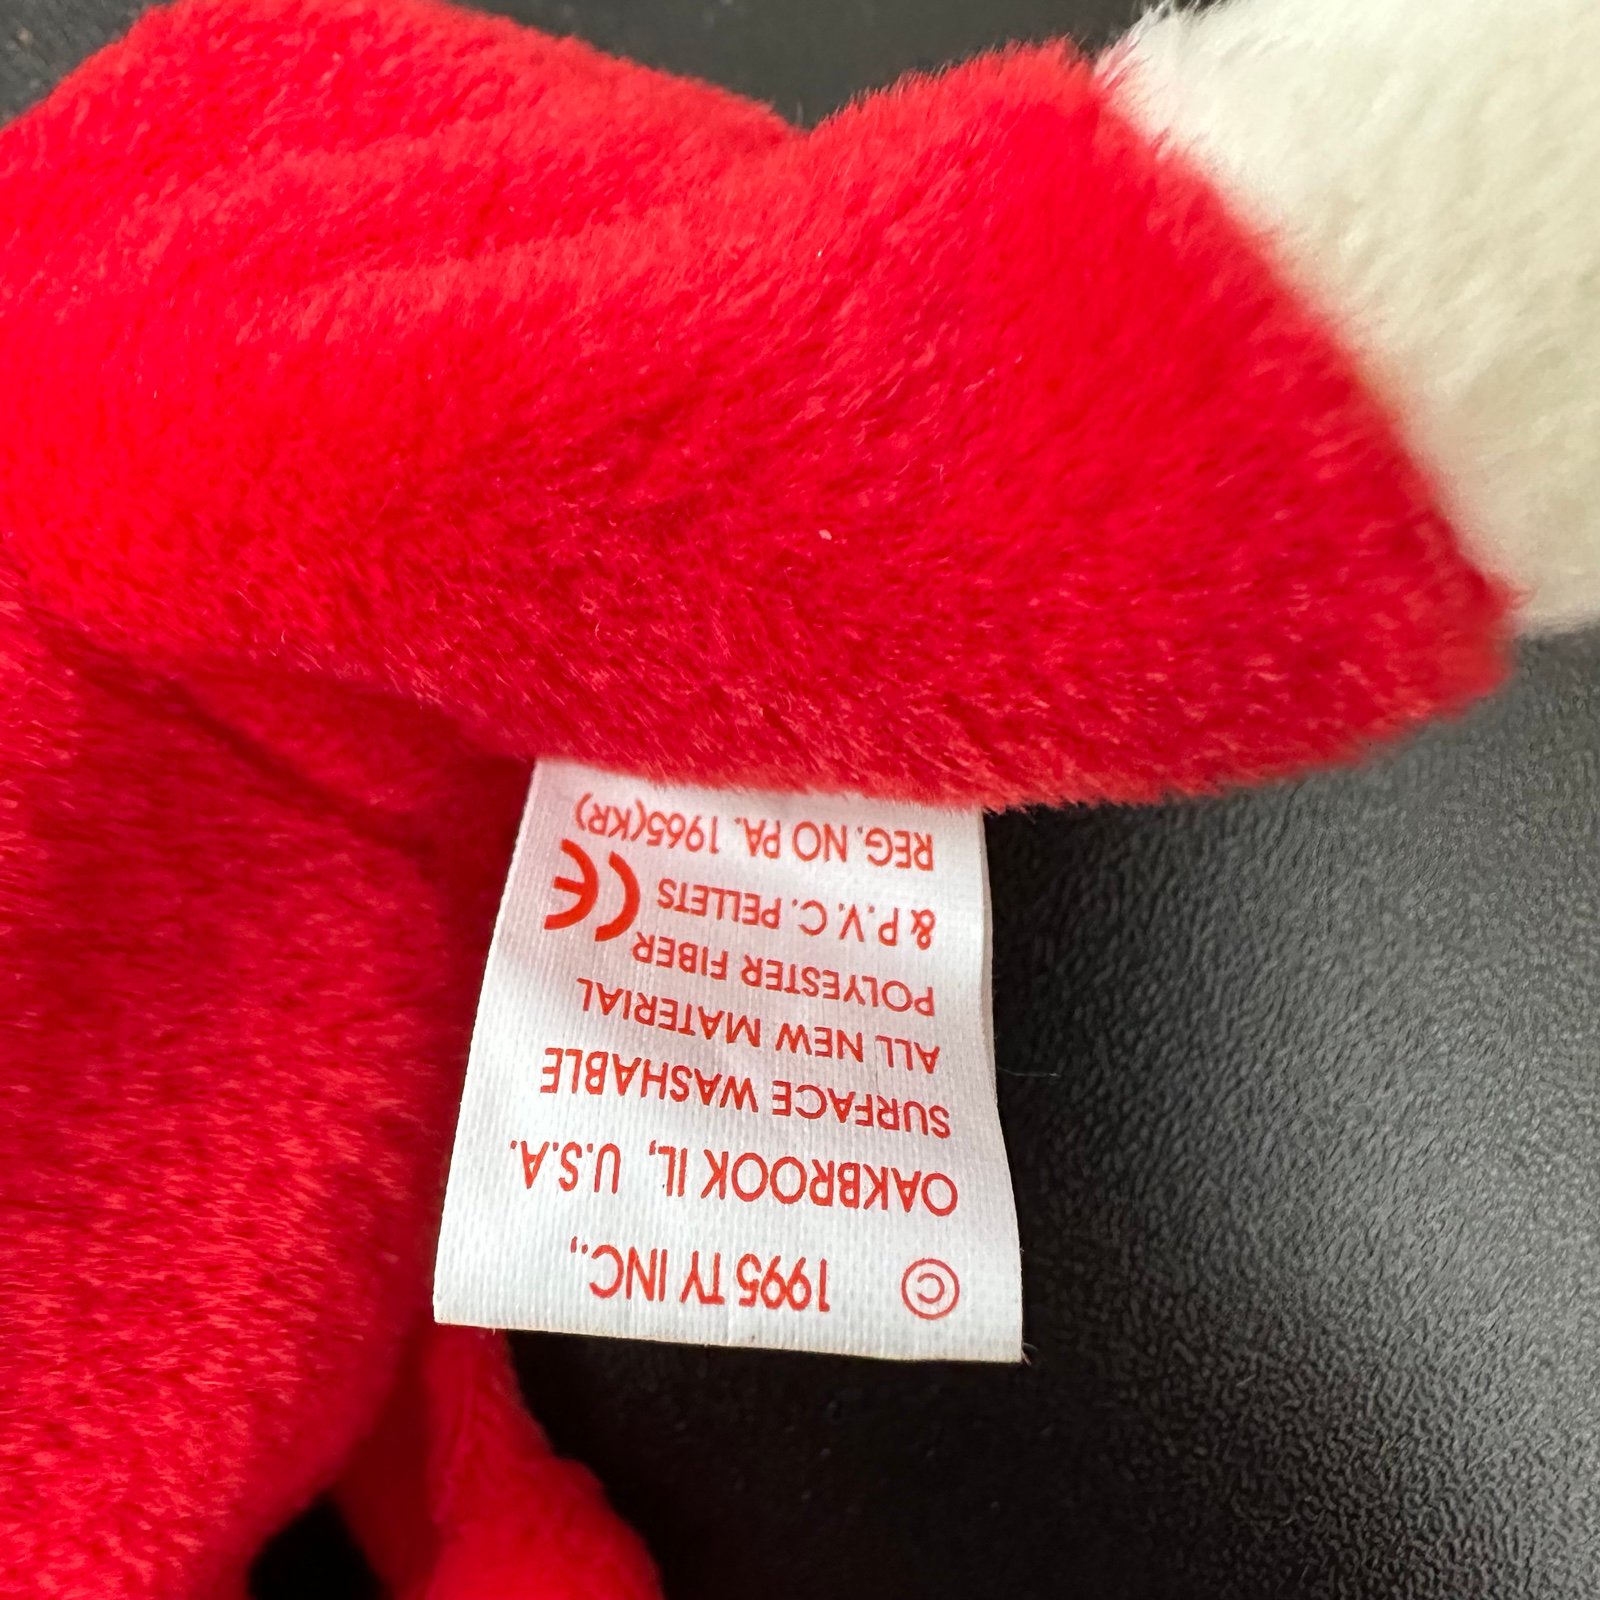 © 1995 TY INC.,
OAKBROOK IL, U.S.A.
SURFACE WASHABLE
ALL NEW MATERIAL
POLYESTER FIBER
& P.V.C. PELLETS CE
REG. NO PA. 1965(KR)